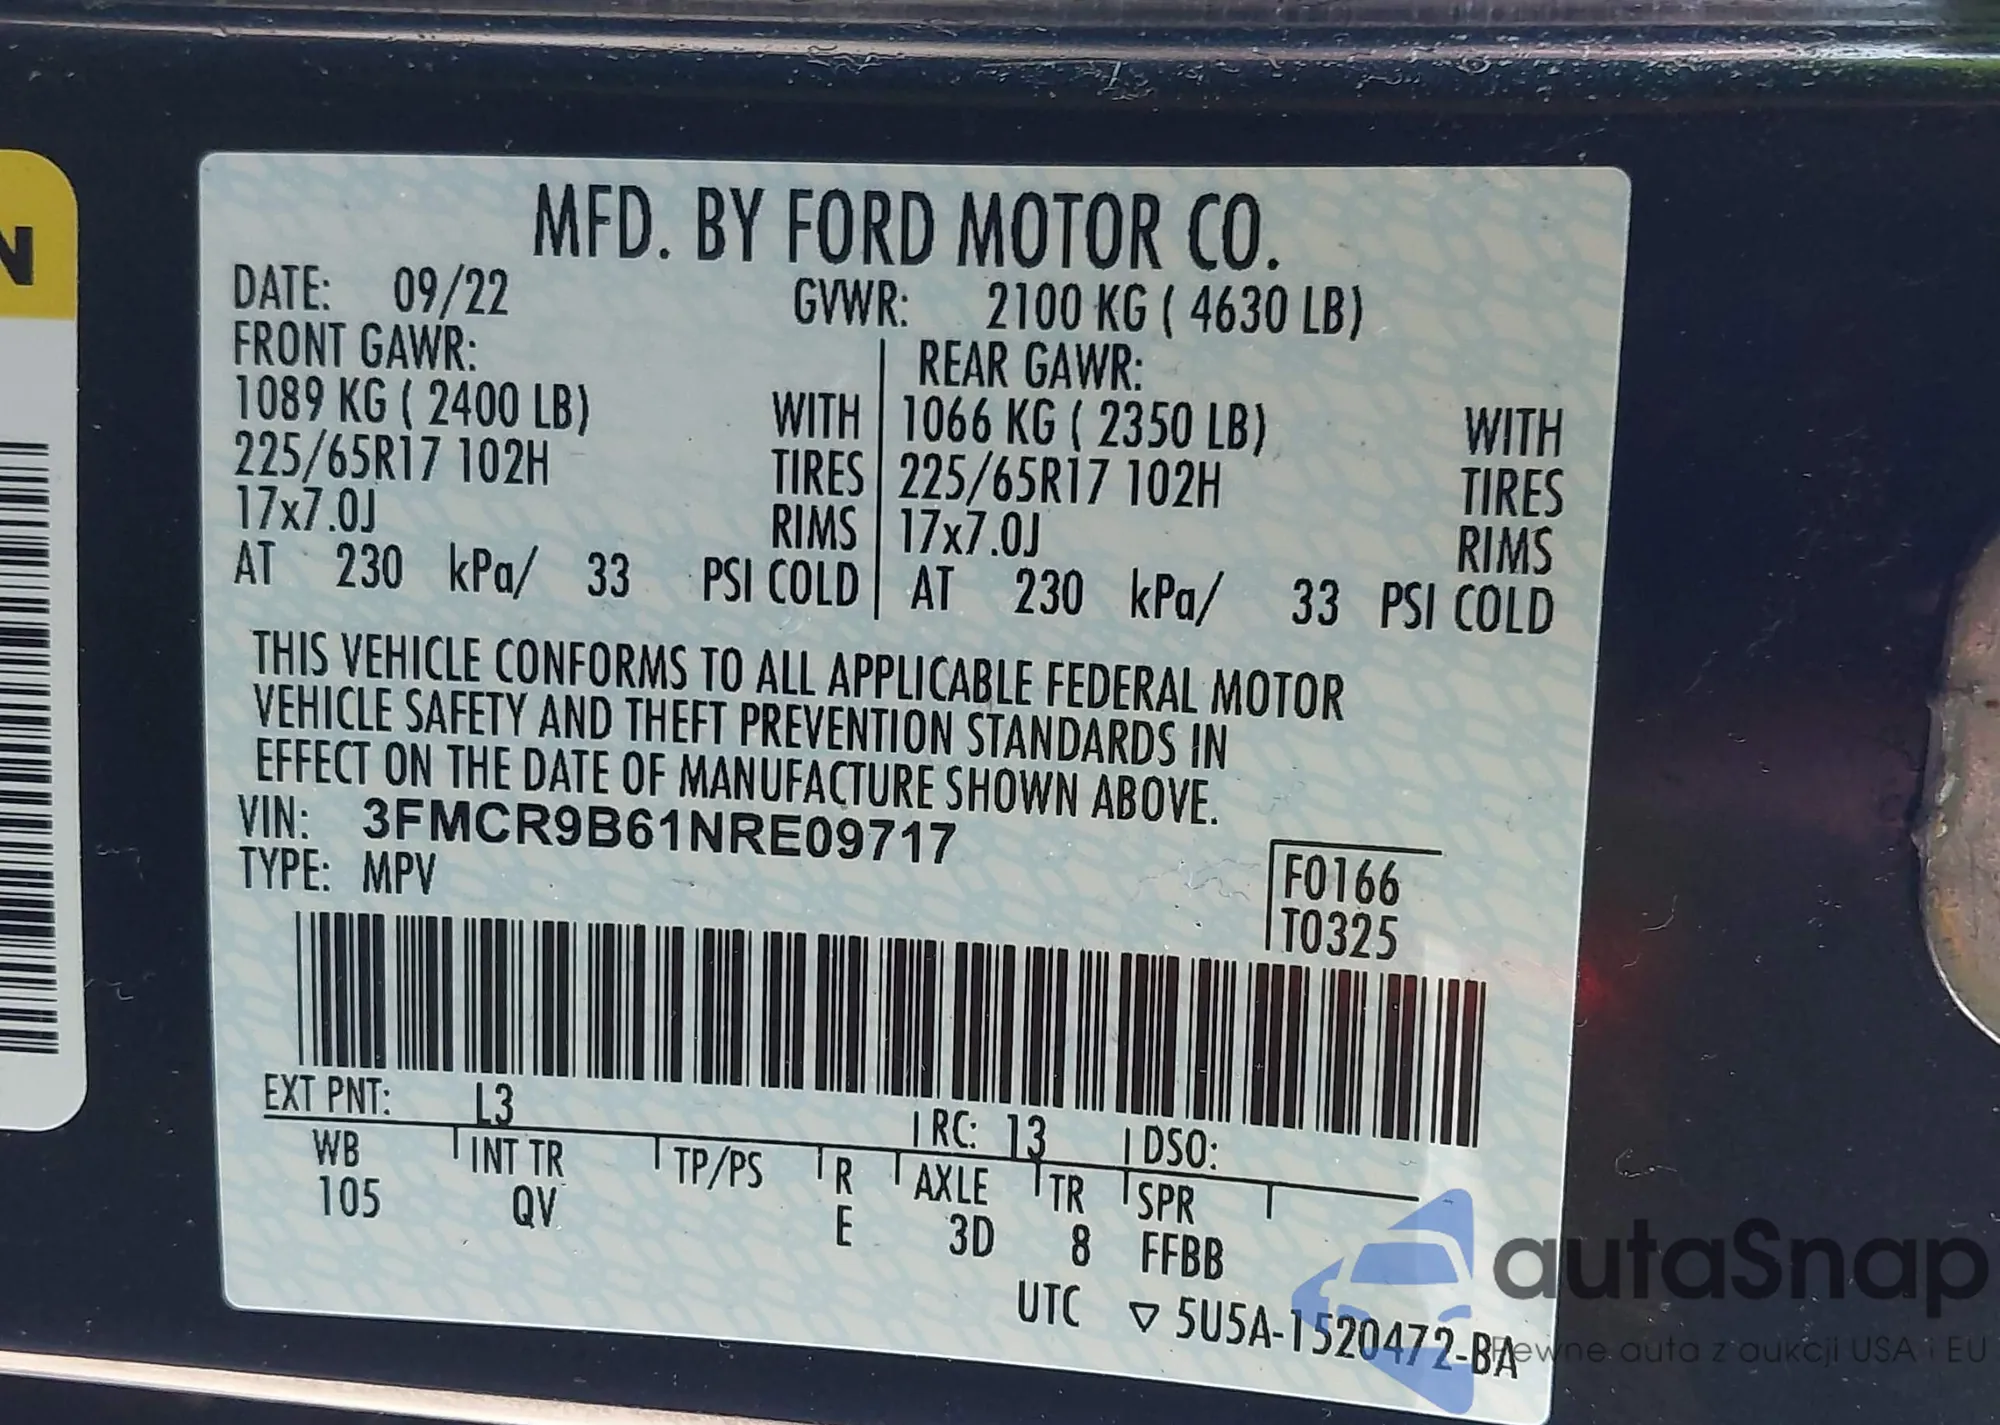 N
MFD. BY FORD MOTOR CO.
DATE: 09/22 GVWR: 2100 KG ( 4630 LB)
FRONT GAWR: REAR GAWR:
1089 KG ( 2400 LB) WITH 1066 KG ( 2350 LB) WITH
225/65R17 102H TIRES 225/65R17 102H TIRES
17x7.0J RIMS 17x7.0J RIMS
AT 230 kPa/ 33 PSI COLD AT 230 kPa/ 33 PSI COLD
THIS VEHICLE CONFORMS TO ALL APPLICABLE FEDERAL MOTOR
VEHICLE SAFETY AND THEFT PREVENTION STANDARDS IN
EFFECT ON THE DATE OF MANUFACTURE SHOWN ABOVE.
VIN: 3FMCR9B61NRE09717
TYPE: MPV
F0166
T0325
EXT PNT: L3 RC: 13 DSO:
WB INT TR TP/PS R AXLE TR SPR
105 QV E 3D 8 FFBB
UTC ▽ 5U5A-1520472-BA
autaSnap
Pewne auta z aukcji USA i EU